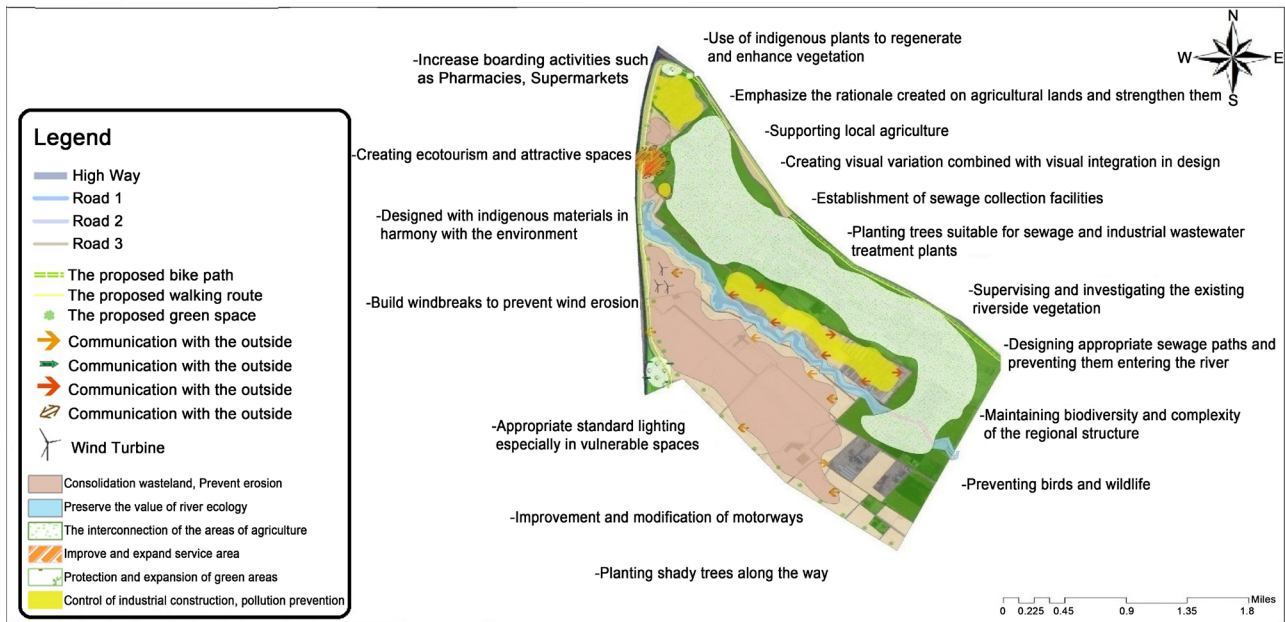 N
W
E
S
-Use of indigenous plants to regenerate
and enhance vegetation
-Increase boarding activities such
as Pharmacies, Supermarkets
-Emphasize the rationale created on agricultural lands and strengthen them
-Supporting local agriculture
-Creating ecotourism and attractive spaces
-Creating visual variation combined with visual integration in design
-Establishment of sewage collection facilities
-Designed with indigenous materials in
harmony with the environment
-Planting trees suitable for sewage and industrial wastewater
treatment plants
-Build windbreaks to prevent wind erosion
-Supervising and investigating the existing
riverside vegetation
-Designing appropriate sewage paths and
preventing them entering the river
-Appropriate standard lighting
especially in vulnerable spaces
-Maintaining biodiversity and complexity
of the regional structure
-Preventing birds and wildlife
-Improvement and modification of motorways
-Planting shady trees along the way
Legend
High Way
Road 1
Road 2
Road 3
The proposed bike path
The proposed walking route
The proposed green space
Communication with the outside
Communication with the outside
Communication with the outside
Communication with the outside
Wind Turbine
Consolidation wasteland, Prevent erosion
Preserve the value of river ecology
The interconnection of the areas of agriculture
Improve and expand service area
Protection and expansion of green areas
Control of industrial construction, pollution prevention
Miles
0 0.225 0.45 0.9 1.35 1.8